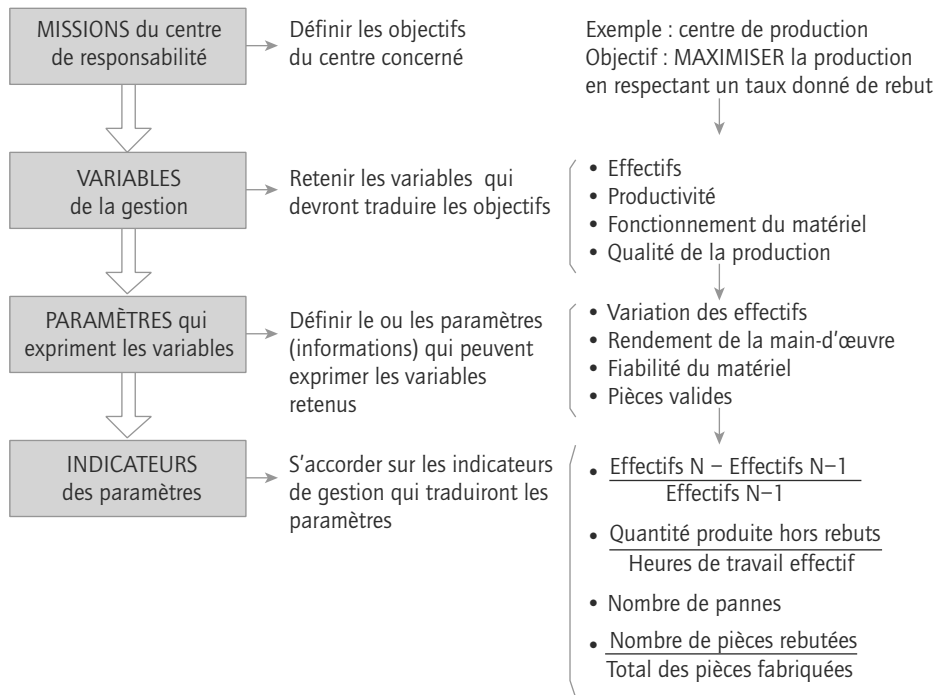 MISSIONS du centre
de responsabilité
Définir les objectifs
du centre concerné
Exemple : centre de production
Objectif : MAXIMISER la production
en respectant un taux donné de rebut
VARIABLES
de la gestion
Retenir les variables qui
devront traduire les objectifs
• Effectifs
• Productivité
• Fonctionnement du matériel
• Qualité de la production
PARAMÈTRES qui
expriment les variables
Définir le ou les paramètres
(informations) qui peuvent
exprimer les variables
retenus
• Variation des effectifs
• Rendement de la main-d'œuvre
• Fiabilité du matériel
• Pièces valides
INDICATEURS
des paramètres
S'accorder sur les indicateurs
de gestion qui traduiront les
paramètres
• Effectifs N – Effectifs N–1
Effectifs N–1
• Quantité produite hors rebuts
Heures de travail effectif
• Nombre de pannes
• Nombre de pièces rebutées
Total des pièces fabriquées